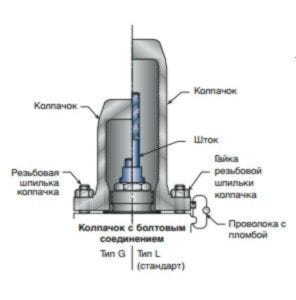 Колпачок
Колпачок
Шток
Резьбовая
шпилька
колпачка
Гайка
резьбовой
шпильки
колпачка
Проволока с
пломбой
Колпачок с болтовым
соединением
Тип G Тип L
(стандарт)